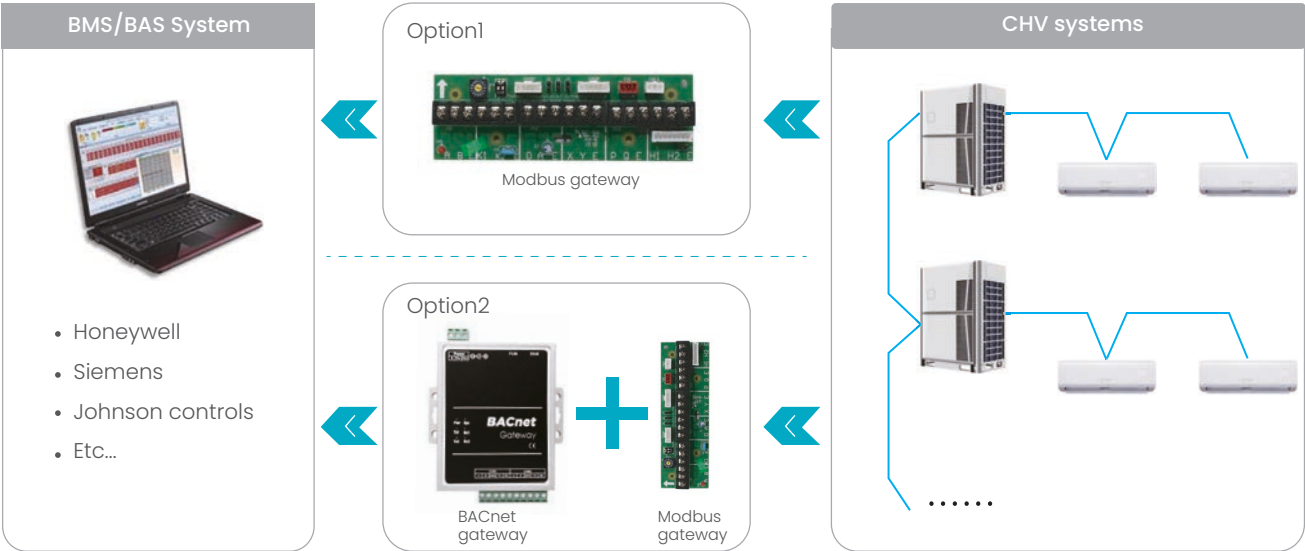 BMS/BAS System
• Honeywell
• Siemens
• Johnson controls
• Etc...
Option1
Modbus gateway
Option2
BACnet
Gateway
CE
BACnet
gateway
Modbus
gateway
CHV systems
......